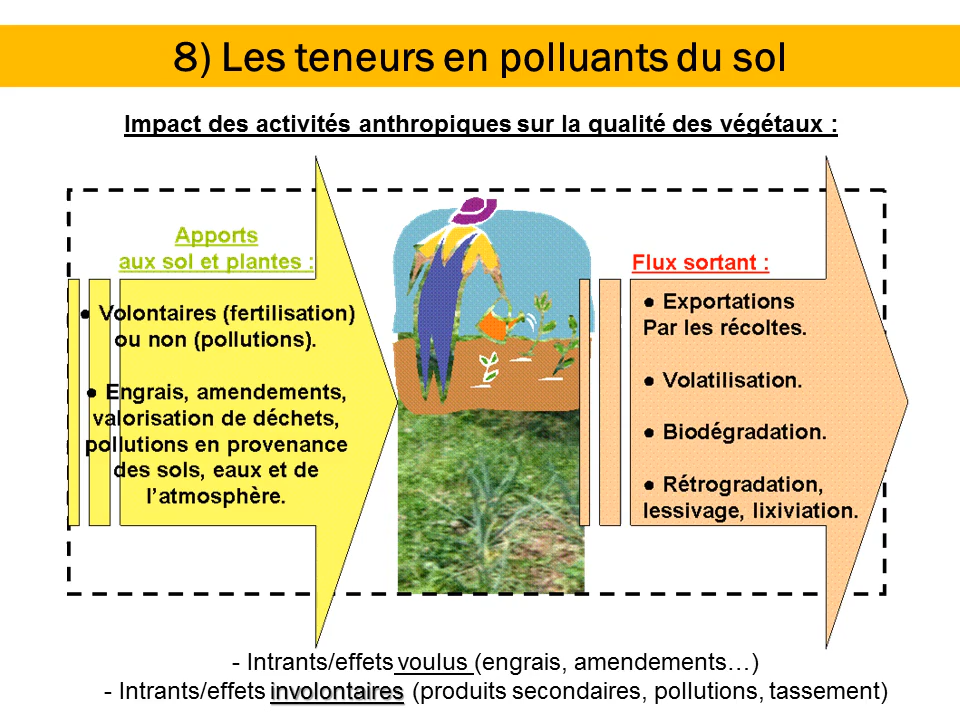 8) Les teneurs en polluants du sol
Impact des activités anthropiques sur la qualité des végétaux :
Apports
aux sol et plantes :
● Volontaires (fertilisation)
ou non (pollutions).
● Engrais, amendements,
valorisation de déchets,
pollutions en provenance
des sols, eaux et de
l’atmosphère.
Flux sortant :
● Exportations
Par les récoltes.
● Volatilisation.
● Biodégradation.
● Rétrogradation,
lessivage, lixiviation.
- Intrants/effets voulus (engrais, amendements…)
- Intrants/effets involontaires (produits secondaires, pollutions, tassement)